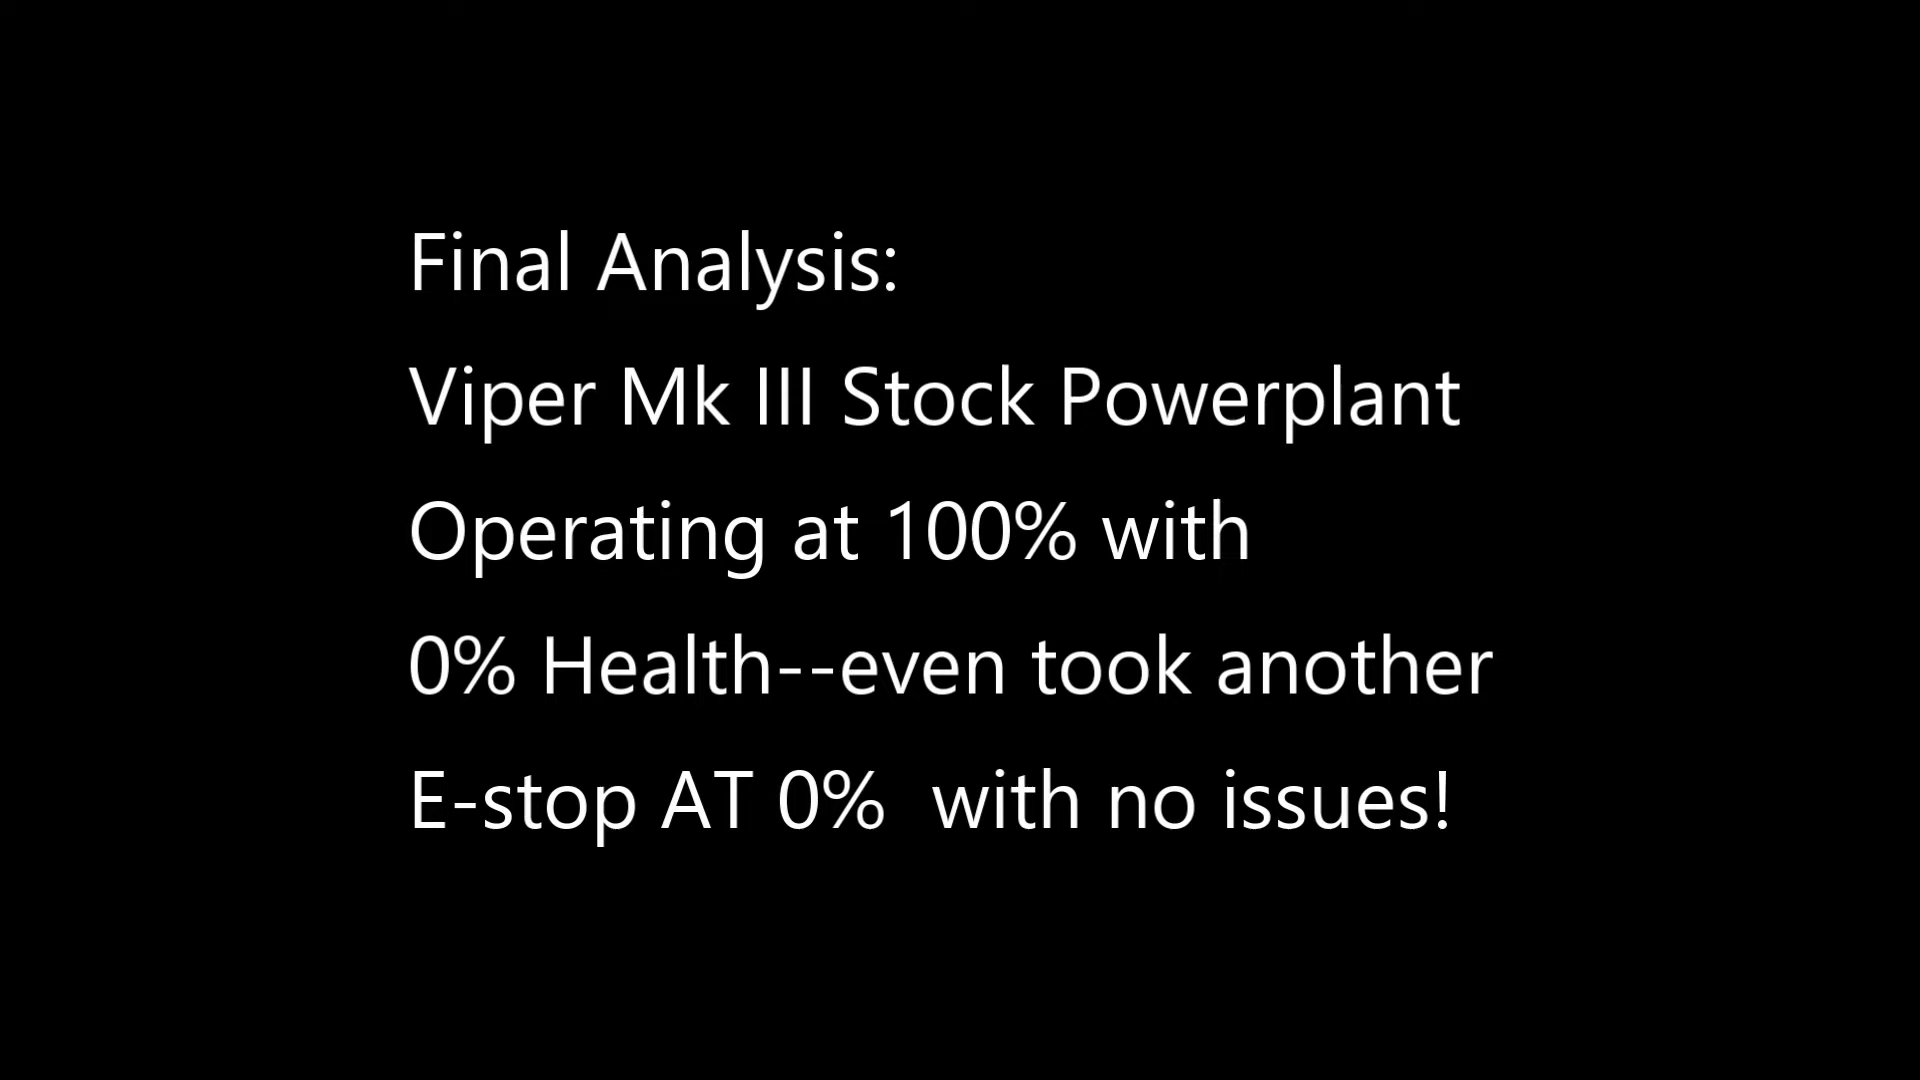 Final Analysis:
Viper Mk III Stock Powerplant
Operating at 100% with
0% Health--even took another
E-stop AT 0%  with no issues!